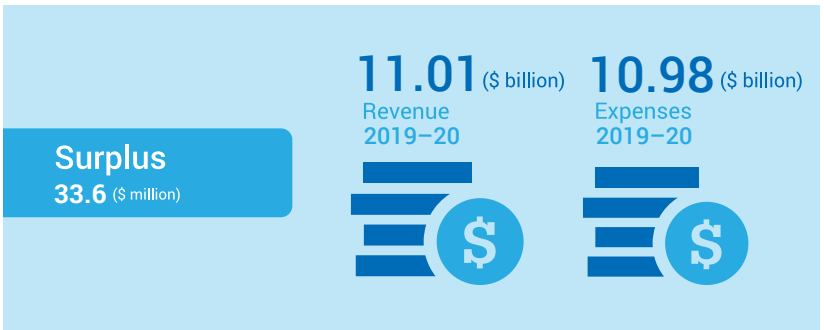 Surplus
33.6 ($ million)
11.01 ($ billion)
Revenue
2019–20
$
10.98 ($ billion)
Expenses
2019–20
$